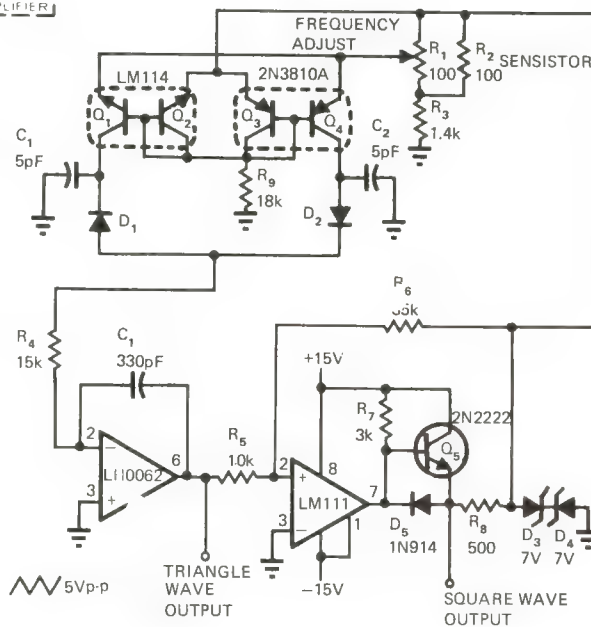 PLIFIER
FREQUENCY
ADJUST
LM114
2N3810A
R1
100
R2
100
SENSISTOR
R3
1.4k
Q1
Q2
Q3
Q4
C1
5pF
C2
5pF
R9
18k
D1
D2
R4
15k
C1
330pF
R6
+15V
R7
3k
2N2222
Q5
R5
10k
2
3
6
LH0062
2
3
8
LM111
7
1
D5
1N914
R8
500
D3
7V
D4
7V
−15V
5Vp-p
TRIANGLE
WAVE
OUTPUT
SQUARE WAVE
OUTPUT